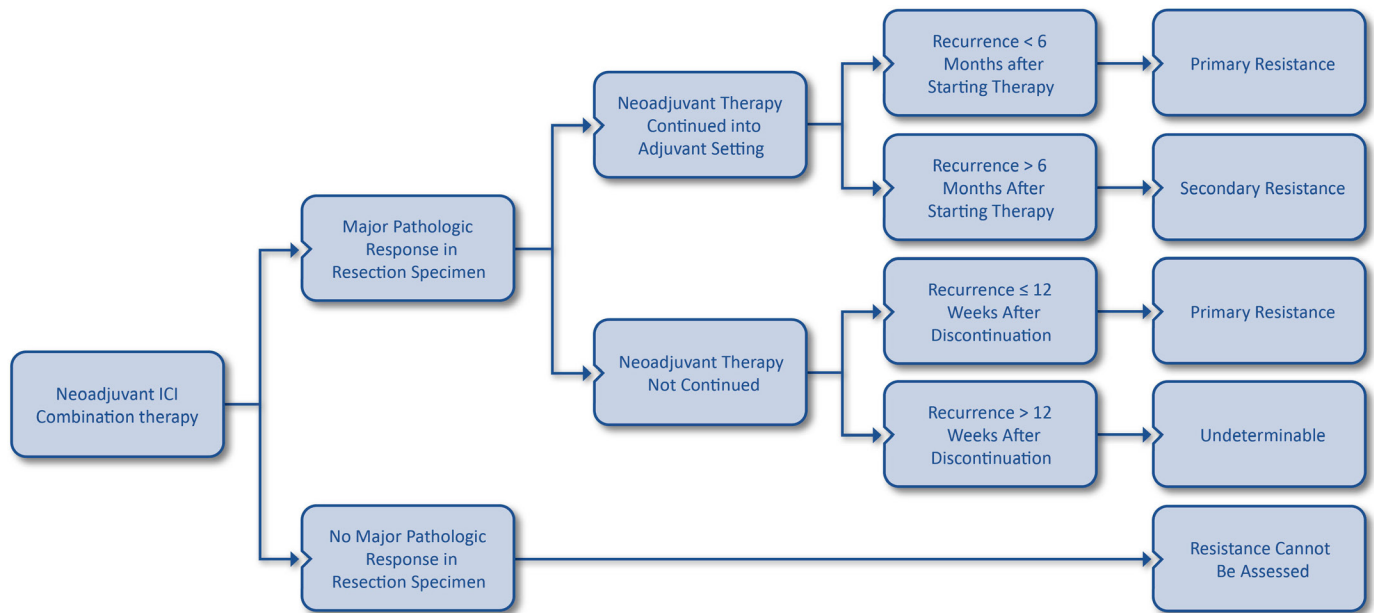 Neoadjuvant ICI
Combination therapy
Major Pathologic
Response in
Resection Specimen
No Major Pathologic
Response in
Resection Specimen
Neoadjuvant Therapy
Continued into
Adjuvant Setting
Neoadjuvant Therapy
Not Continued
Recurrence < 6
Months after
Starting Therapy
Primary Resistance
Recurrence > 6
Months After
Starting Therapy
Secondary Resistance
Recurrence ≤ 12
Weeks After
Discontinuation
Primary Resistance
Recurrence > 12
Weeks After
Discontinuation
Undeterminable
Resistance Cannot
Be Assessed